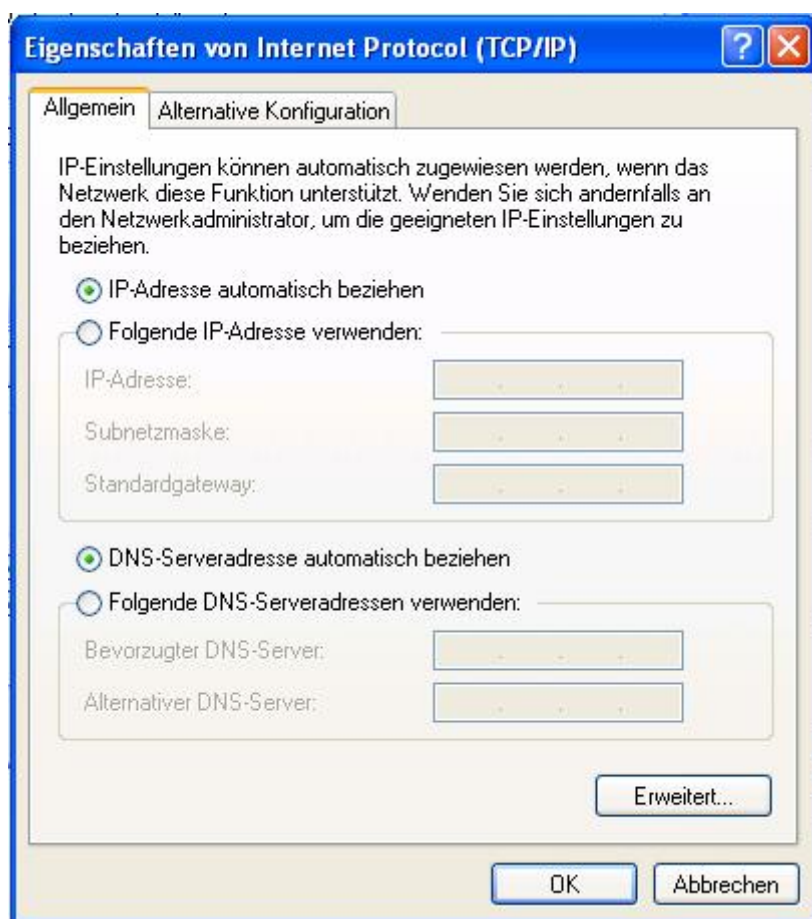 Eigenschaften von Internet Protocol (TCP/IP)
Allgemein
Alternative Konfiguration
IP-Einstellungen können automatisch zugewiesen werden, wenn das
Netzwerk diese Funktion unterstützt. Wenden Sie sich andernfalls an
den Netzwerkadministrator, um die geeigneten IP-Einstellungen zu
beziehen.
IP-Adresse automatisch beziehen
Folgende IP-Adresse verwenden:
IP-Adresse:
Subnetzmaske:
Standardgateway:
DNS-Serveradresse automatisch beziehen
Folgende DNS-Serveradressen verwenden:
Bevorzugter DNS-Server:
Alternativer DNS-Server:
Erweitert...
OK
Abbrechen